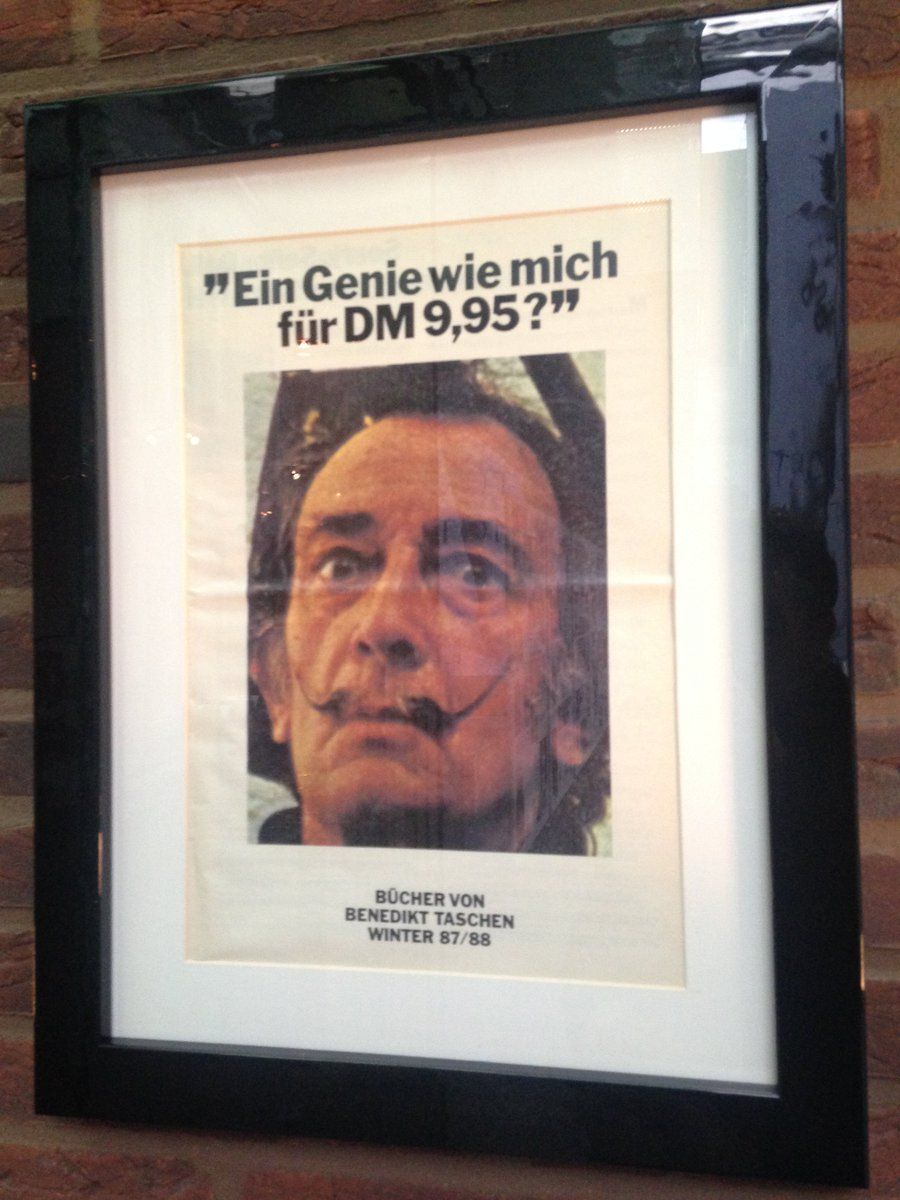 ”Ein Genie wie mich
für DM 9,95?”
BÜCHER VON
BENEDIKT TASCHEN
WINTER 87/88